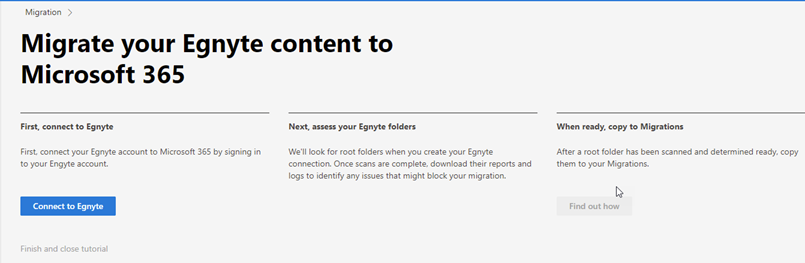 Migration
Migrate your Egnyte content to
Microsoft 365
First, connect to Egnyte
First, connect your Egnyte account to Microsoft 365 by signing in
to your Engyte account.
Connect to Egnyte
Next, assess your Egnyte folders
We'll look for root folders when you create your Egnyte
connection. Once scans are complete, download their reports and
logs to identify any issues that might block your migration.
When ready, copy to Migrations
After a root folder has been scanned and determined ready, copy
them to your Migrations.
Find out how
Finish and close tutorial